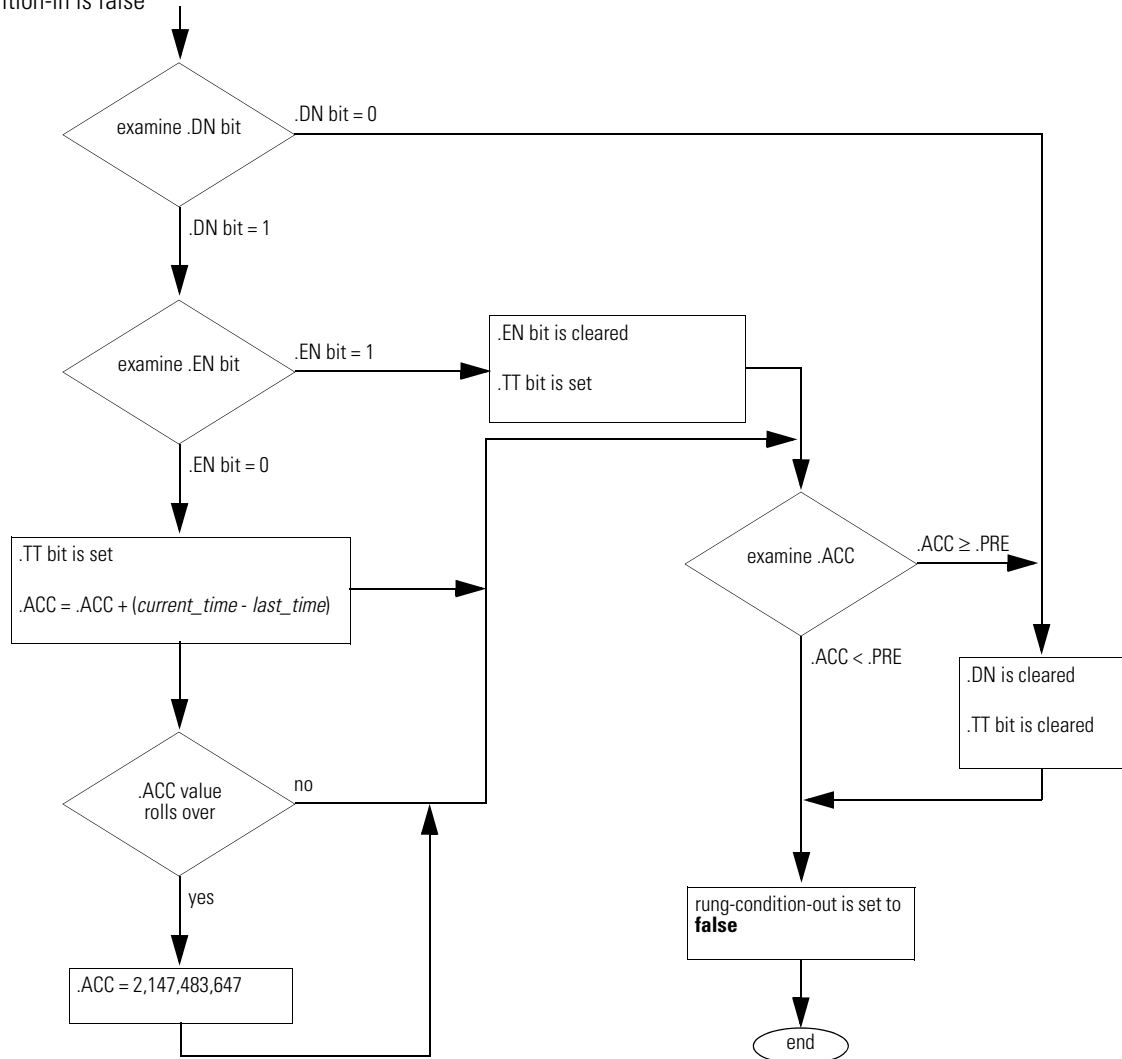 is false
examine .DN bit
.DN bit = 0
.DN bit = 1
examine .EN bit
.EN bit = 1
.EN bit is cleared
.TT bit is set
.EN bit = 0
.TT bit is set
.ACC = .ACC + (current_time - last_time)
examine .ACC
.ACC ≥ .PRE
.ACC < .PRE
.DN is cleared
.TT bit is cleared
.ACC value
rolls over
no
yes
.ACC = 2,147,483,647
rung-condition-out is set to
false
end